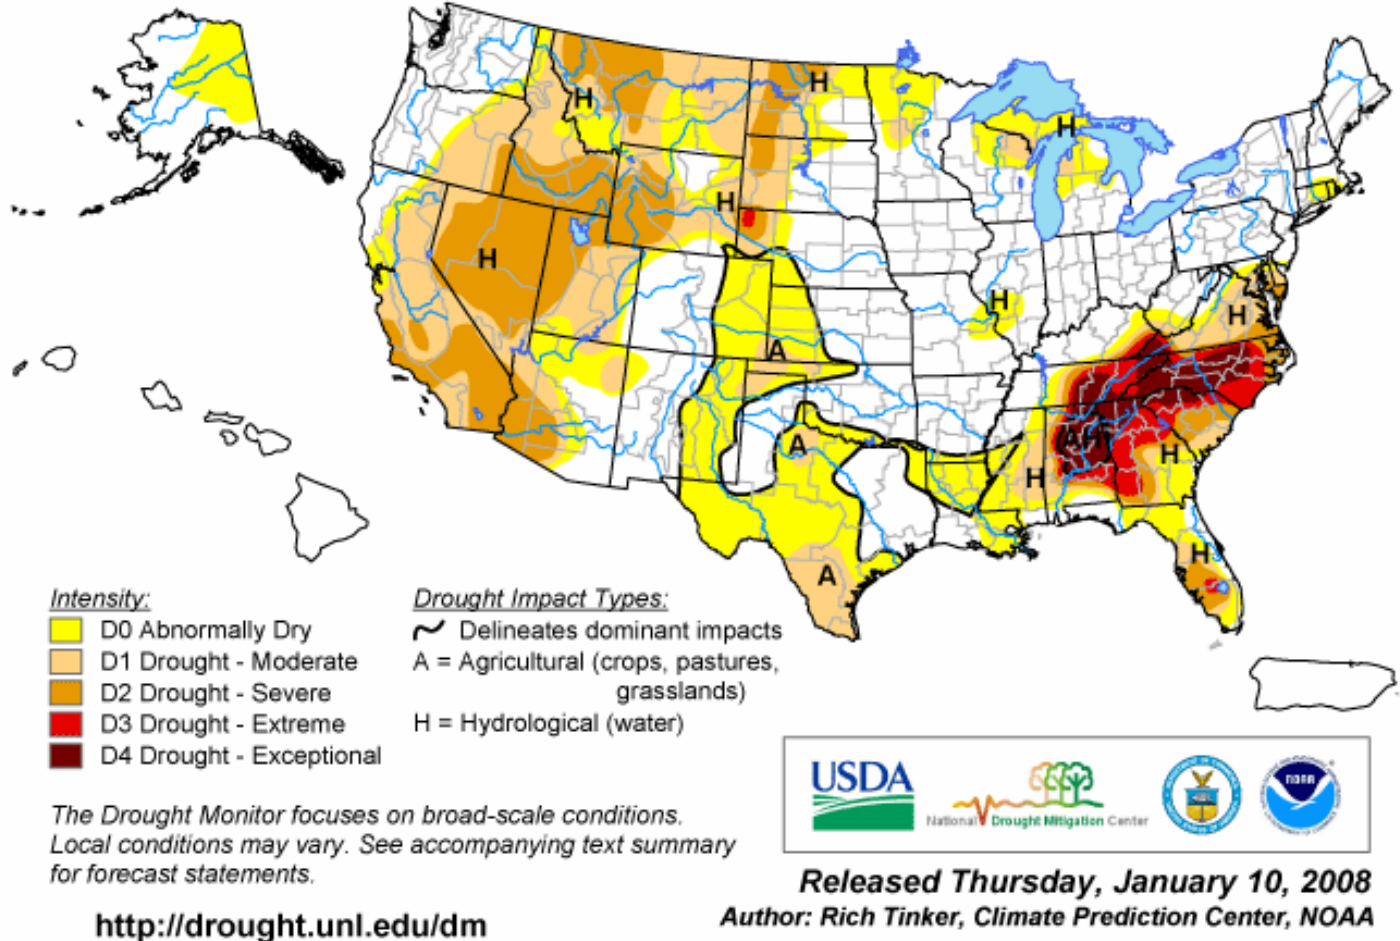 H
H
H
H
H
H
A
H
(AH)
A
H
H
H
A
Intensity:
D0 Abnormally Dry
D1 Drought - Moderate
D2 Drought - Severe
D3 Drought - Extreme
D4 Drought - Exceptional
Drought Impact Types:
Delineates dominant impacts
A = Agricultural (crops, pastures,
grasslands)
H = Hydrological (water)
The Drought Monitor focuses on broad-scale conditions.
Local conditions may vary. See accompanying text summary
for forecast statements.
http://drought.unl.edu/dm
USDA
National Drought Mitigation Center
NOAA
Released Thursday, January 10, 2008
Author: Rich Tinker, Climate Prediction Center, NOAA